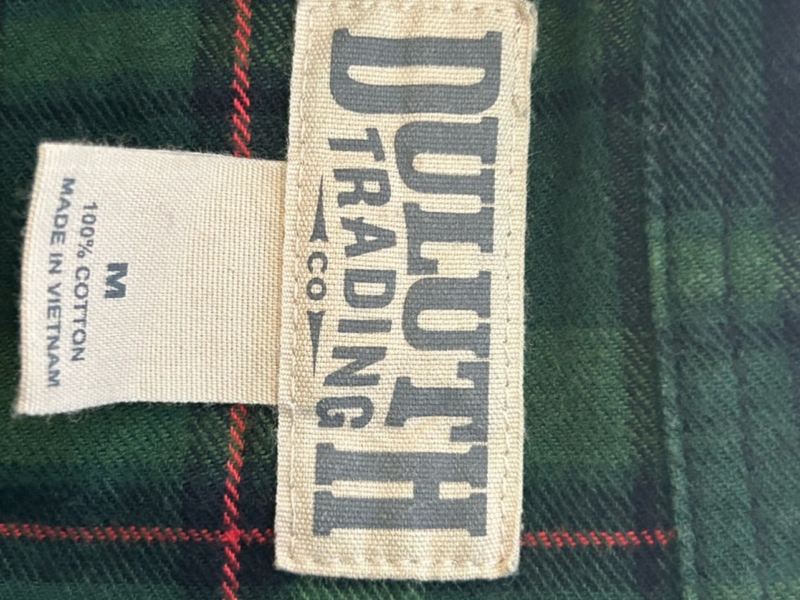 DULUTH
TRADING
CO
M
100% COTTON
MADE IN VIETNAM